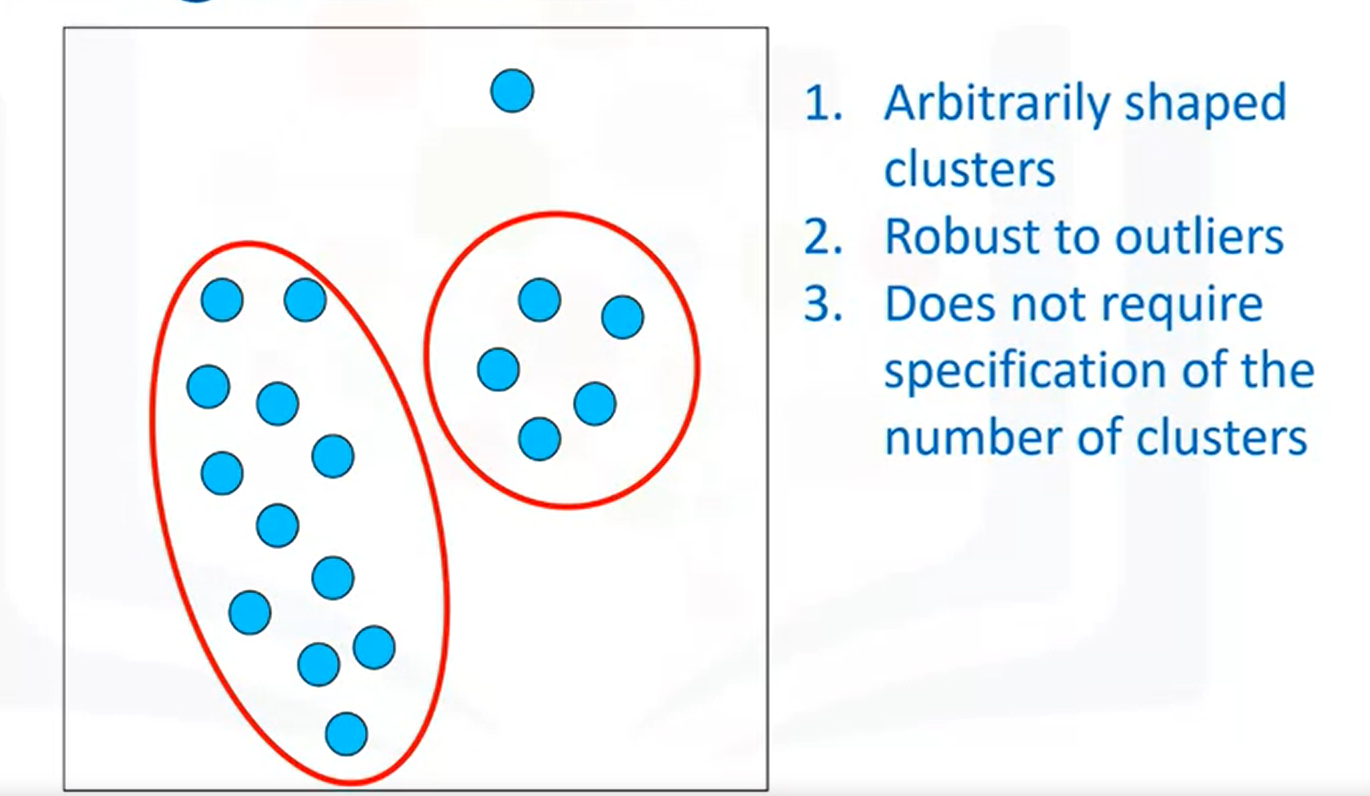 1. Arbitrarily shaped
clusters
2. Robust to outliers
3. Does not require
specification of the
number of clusters